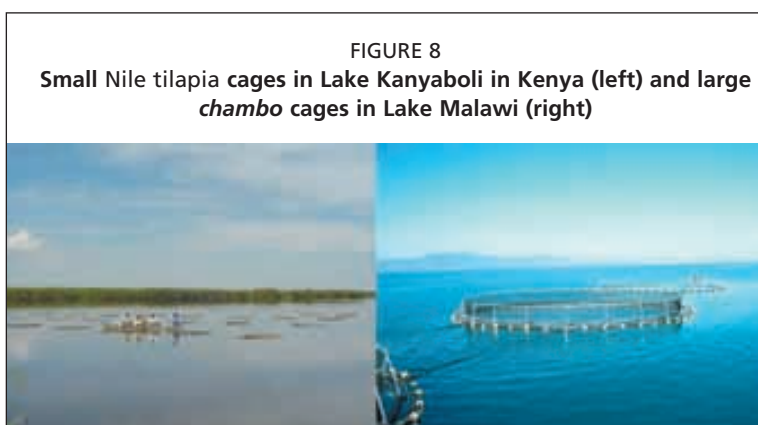 FIGURE 8
Small Nile tilapia cages in Lake Kanyaboli in Kenya (left) and large
chambo cages in Lake Malawi (right)